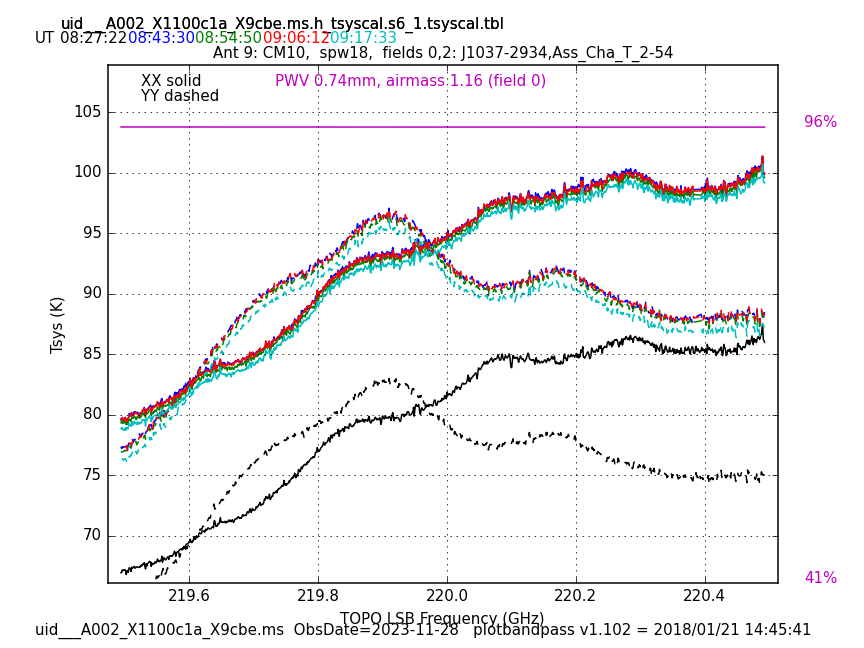 uid___A002_X1100c1a_X9cbe.ms.h_tsyscal.s6_1.tsyscal.tbl
UT 08:27:22 08:43:30 08:54:50 09:06:12 09:17:33
Ant 9: CM10,  spw18,  fields 0,2: J1037-2934,Ass_Cha_T_2-54
XX solid
PWV 0.74mm, airmass 1.16 (field 0)
YY dashed
105
96%
100
95
90
Tsys (K)
85
80
75
70
41%
219.6 219.8 220.0 220.2 220.4
TOPO LSB Frequency (GHz)
uid___A002_X1100c1a_X9cbe.ms  ObsDate=2023-11-28   plotbandpass v1.102 = 2018/01/21 14:45:41